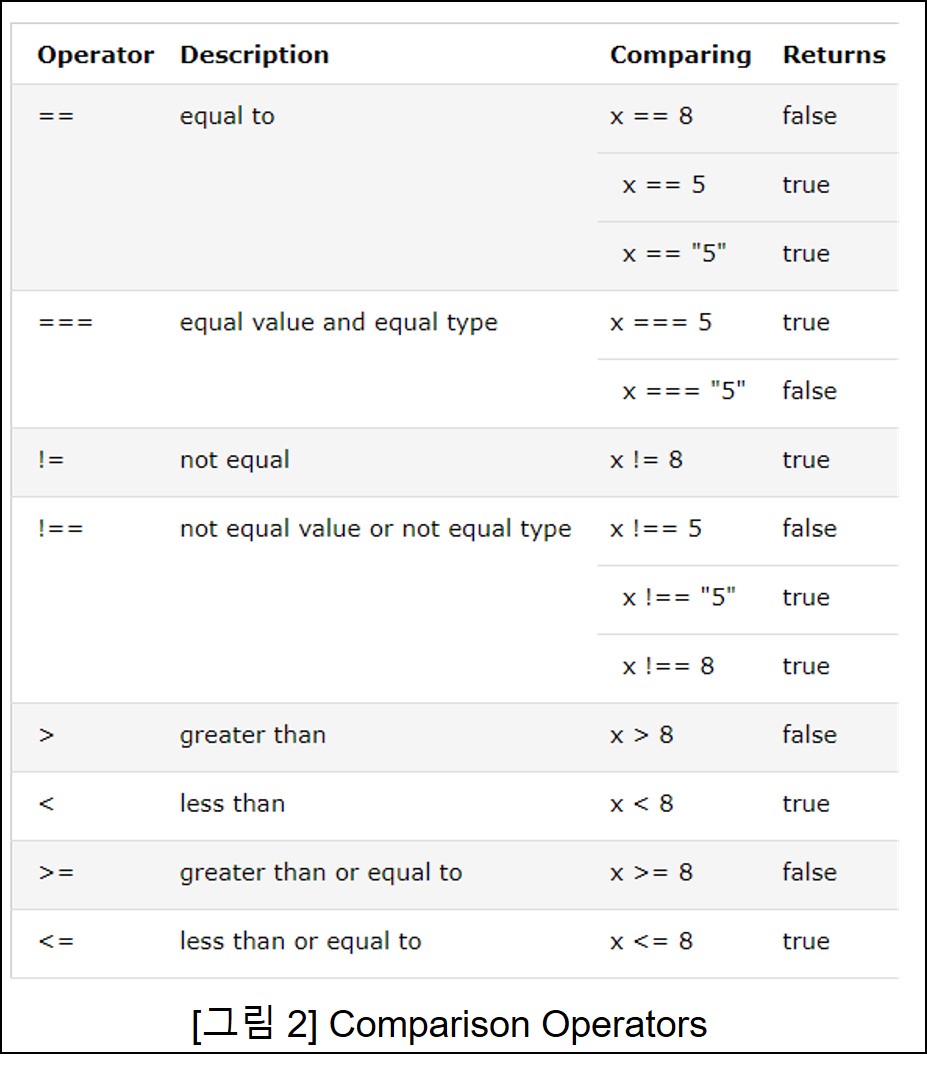 Operator Description Comparing Returns
== equal to x == 8 false
x == 5 true
x == "5" true
=== equal value and equal type x === 5 true
x === "5" false
!= not equal x != 8 true
!== not equal value or not equal type x !== 5 false
x !== "5" true
x !== 8 true
> greater than x > 8 false
< less than x < 8 true
>= greater than or equal to x >= 8 false
<= less than or equal to x <= 8 true
[그림 2] Comparison Operators